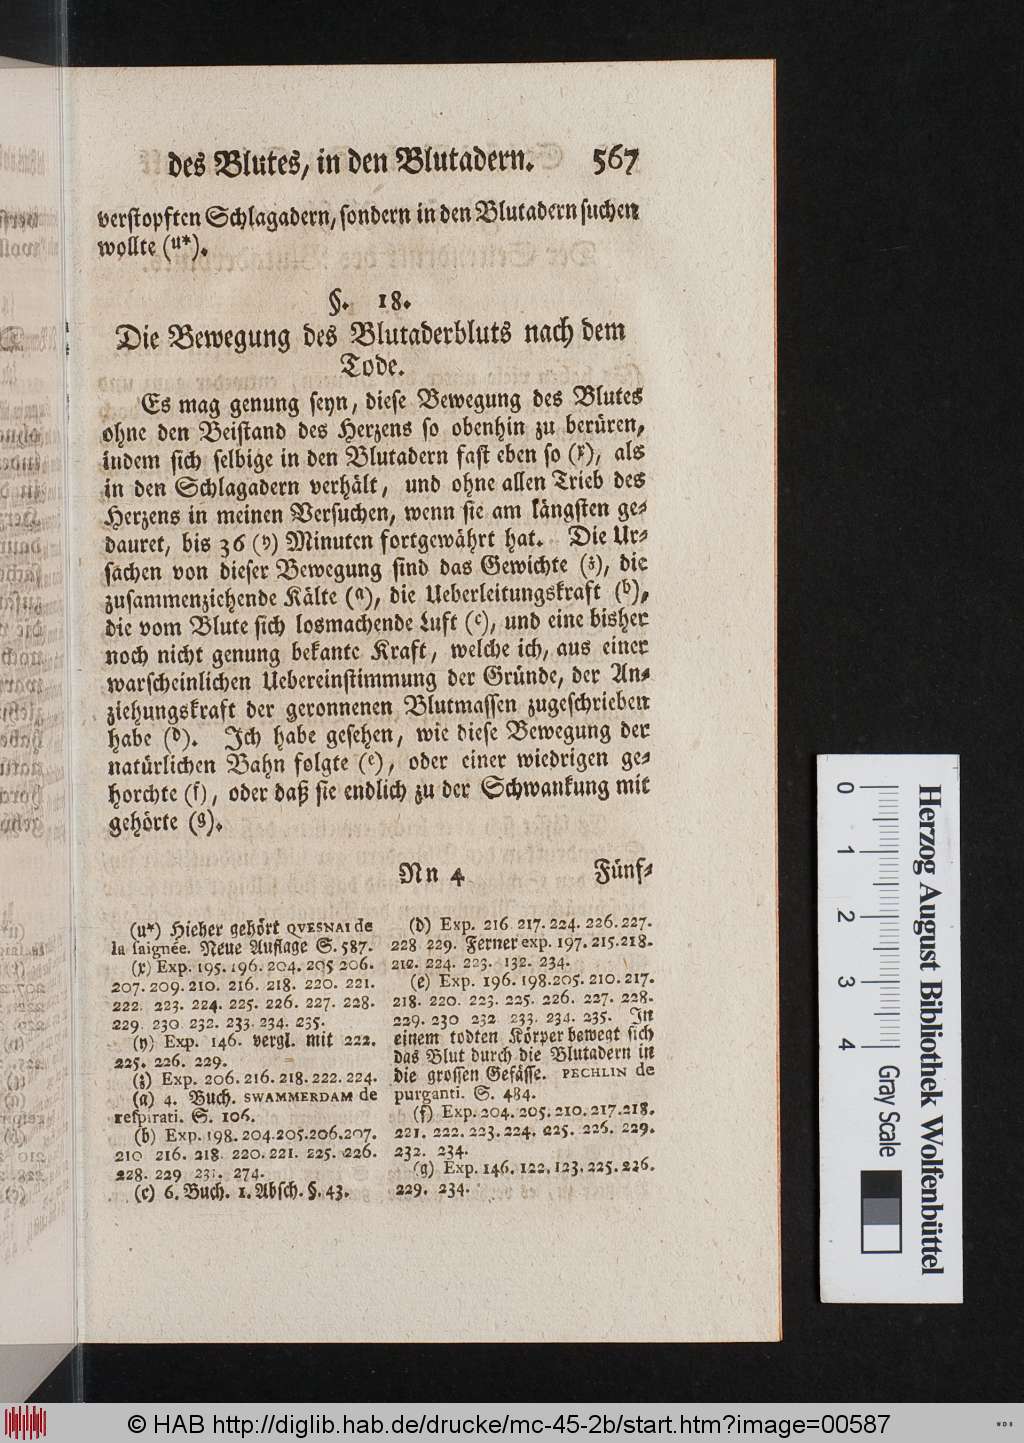 des Blutes, in den Blutadern. 567
verstopften Schlagadern, sondern in den Blutadern suchen
wollte (u*).
§. 18.
Die Bewegung des Blutaderbluts nach dem
Tode.
Es mag genung seyn, diese Bewegung des Blutes
ohne den Beistand des Herzens so obenhin zu berüren,
indem sich selbige in den Blutadern fast eben so (x), als
in den Schlagadern verhält, und ohne allen Trieb des
Herzens in meinen Versuchen, wenn sie am längsten ge-
dauret, bis 36 (y) Minuten fortgewährt hat. Die Ur-
sachen von dieser Bewegung sind das Gewichte (z), die
zusammenziehende Kälte (a), die Ueberleitungskraft (b),
die vom Blute sich losmachende Luft (c), und eine bisher
noch nicht genung bekante Kraft, welche ich, aus einer
warscheinlichen Uebereinstimmung der Gründe, der An-
ziehungskraft der geronnenen Blutmassen zugeschrieben
habe (d). Ich habe gesehen, wie diese Bewegung der
natürlichen Bahn folgte (e), oder einer wiedrigen ge-
horchte (f), oder daß sie endlich zu der Schwankung mit
gehörte (g).
Nn 4 Fünf-
(u*) Hieher gehört QVESNAI de
la saignée. Neue Auflage S. 587.
(x) Exp. 195. 196. 204. 205 206.
207. 209. 210. 216. 218. 220. 221.
222. 223. 224. 225. 226. 227. 228.
229. 230 232. 233. 234. 235.
(y) Exp. 146. vergl. mit 222.
225. 226. 229.
(z) Exp. 206. 216. 218. 222. 224.
(a) 4. Buch. SWAMMERDAM de
respirati. S. 106.
(b) Exp. 198. 204. 205. 206. 207.
210 216. 218. 220. 221. 225. 226.
228. 229 231. 274.
(c) 6. Buch. 1. Absch. §. 43.
(d) Exp. 216 217. 224. 226. 227.
228 229. Ferner exp. 197. 215. 218.
212. 224. 223. 132. 234.
(e) Exp. 196. 198. 205. 210. 217.
218. 220. 223. 225. 226. 227. 228.
229. 230 232 233. 234. 235. In
einem todten Körper bewegt sich
das Blut durch die Blutadern in
die grossen Gefässe. PECHLIN de
purganti. S. 484.
(f) Exp. 204. 205. 210. 217. 218.
221. 222. 223. 224. 225. 226. 229.
232. 234.
(g) Exp. 146. 122. 123. 225. 226.
229. 234.
Herzog August Bibliothek Wolfenbüttel
0 1 2 3 4 Gray Scale
© HAB http://diglib.hab.de/drucke/mc-45-2b/start.htm?image=00587